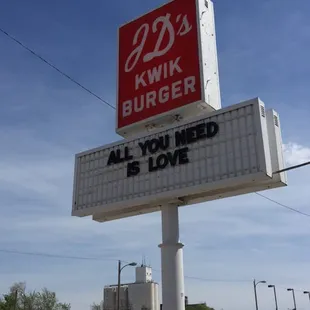 JD's
KWIK
BURGER
ALL YOU NEED
IS LOVE